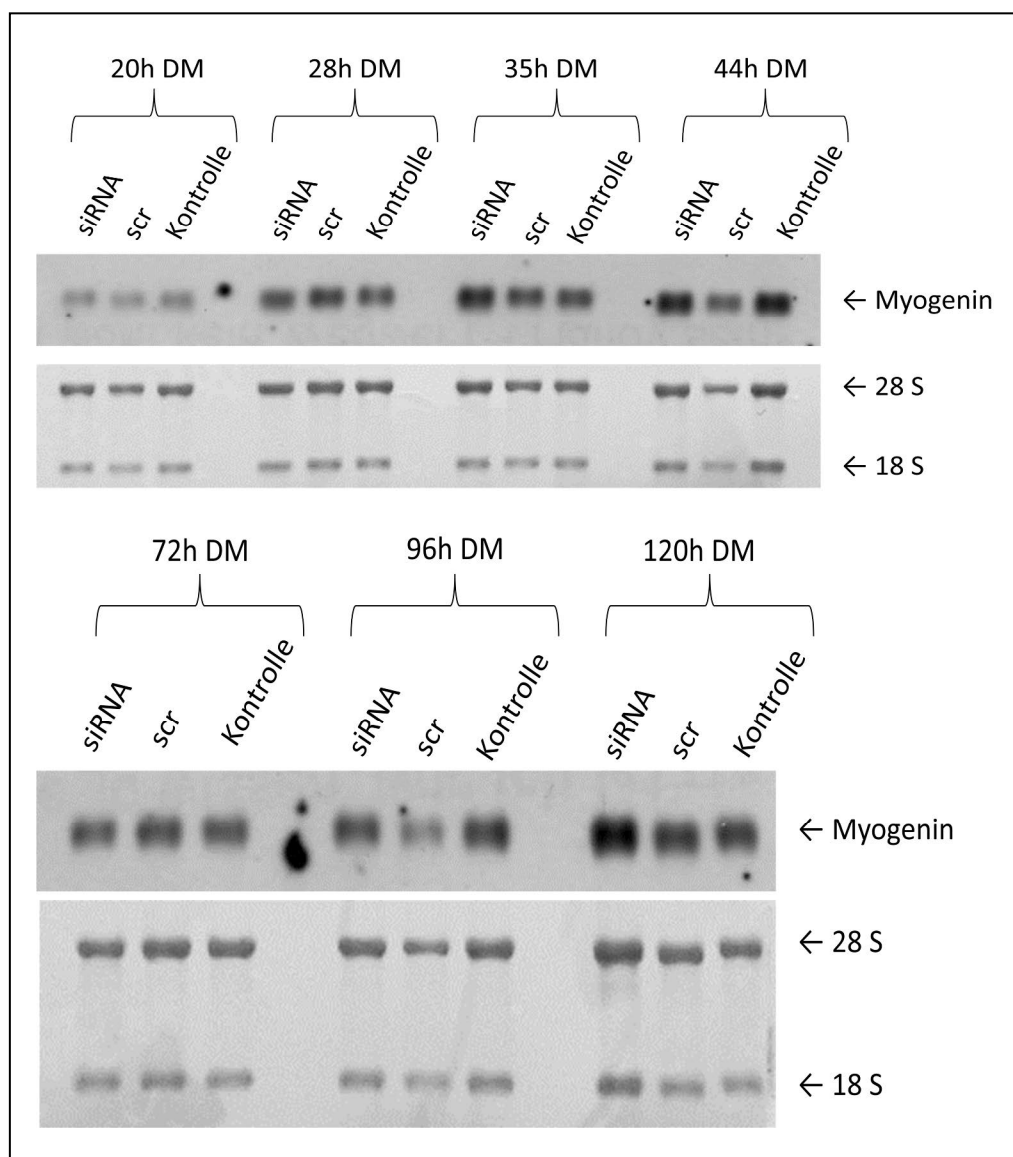 20h DM 28h DM 35h DM 44h DM
siRNA scr Kontrolle siRNA scr Kontrolle siRNA scr Kontrolle siRNA scr Kontrolle
← Myogenin
← 28 S
← 18 S
72h DM 96h DM 120h DM
siRNA scr Kontrolle siRNA scr Kontrolle siRNA scr Kontrolle
← Myogenin
← 28 S
← 18 S